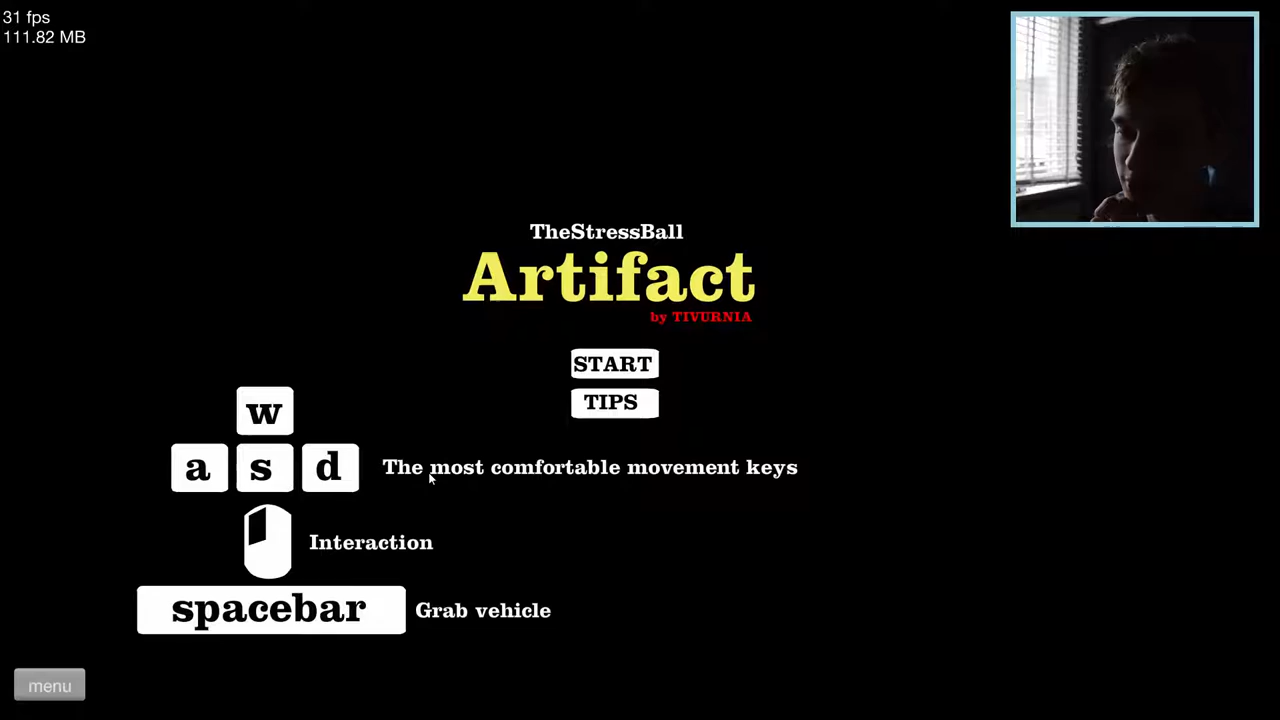 31 fps
111.82 MB
TheStressBall
Artifact
by TIVURNIA
START
TIPS
w
a s d The most comfortable movement keys
Interaction
spacebar Grab vehicle
menu